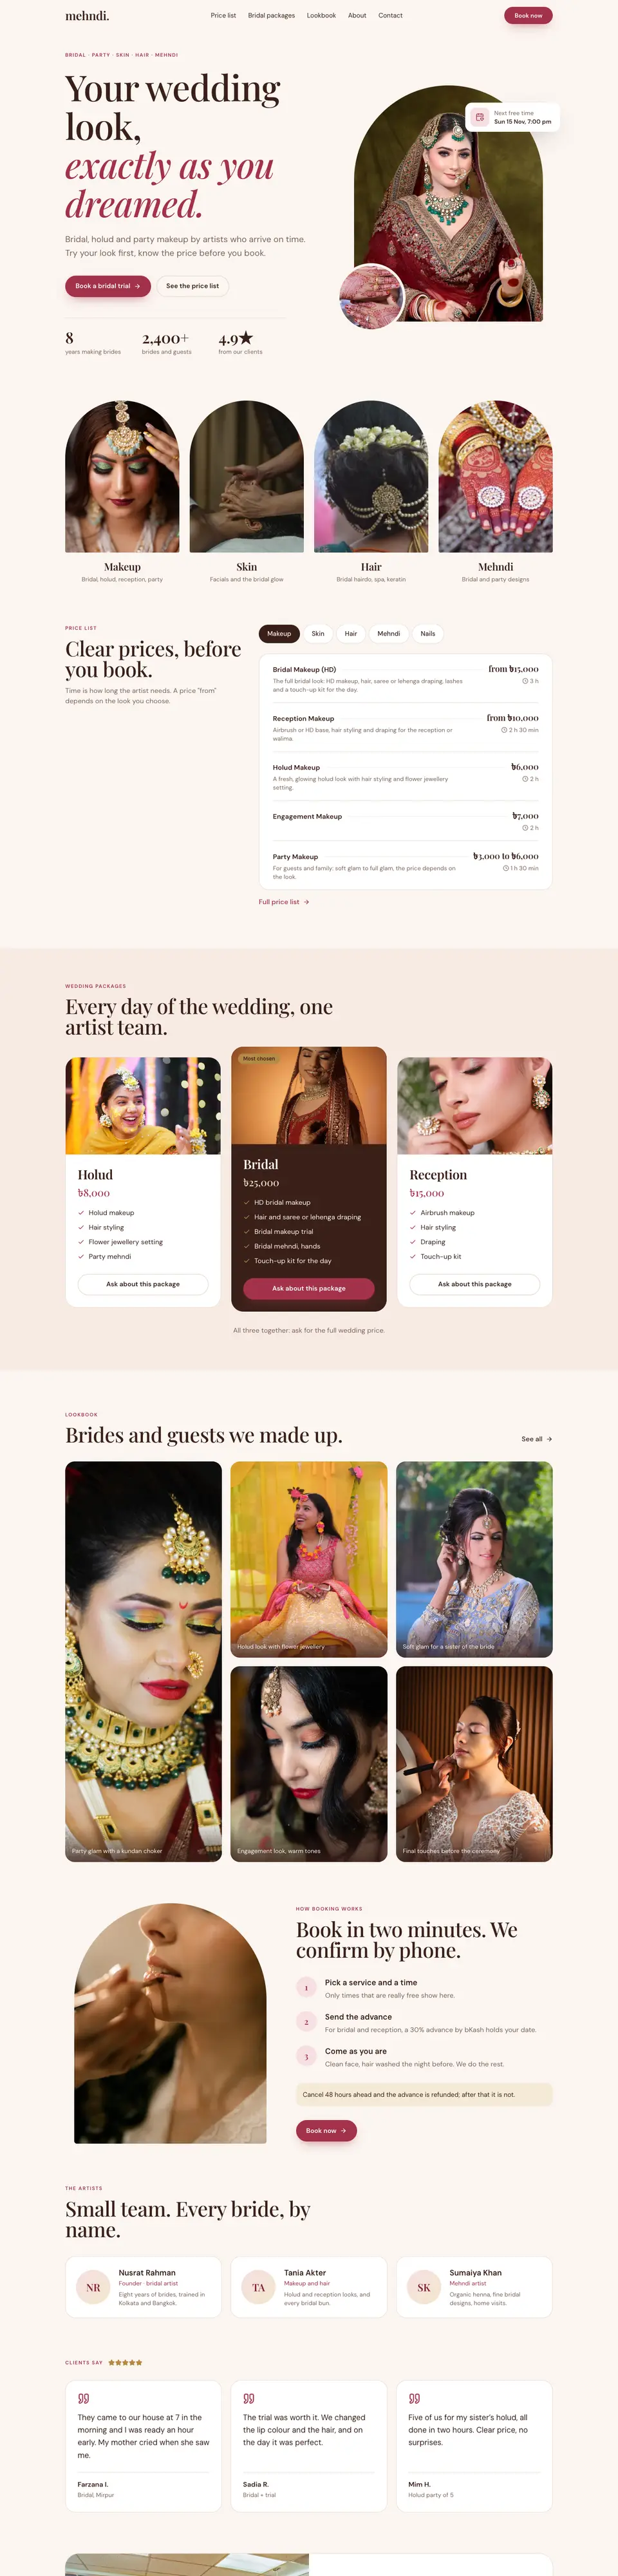 mehndi.
Price list
Bridal packages
Lookbook
About
Contact
Book now
BRIDAL · PARTY · SKIN · HAIR · MEHNDI
Your wedding
look,
exactly as you
dreamed.
Bridal, holud and party makeup by artists who arrive on time.
Try your look first, know the price before you book.
Book a bridal trial →
See the price list
Next free time
Sun 15 Nov, 7:00 pm
8
years making brides
2,400+
brides and guests
4.9★
from our clients
Makeup
Bridal, holud, reception, party
Skin
Facials and the bridal glow
Hair
Bridal hairdo, spa, keratin
Mehndi
Bridal and party designs
PRICE LIST
Clear prices, before
you book.
Time is how long the artist needs. A price "from"
depends on the look you choose.
Makeup
Skin
Hair
Mehndi
Nails
Bridal Makeup (HD)
from ৳15,000
The full bridal look: HD makeup, hair, saree or lehenga draping, lashes
and a touch-up kit for the day.
3 h
Reception Makeup
from ৳10,000
Airbrush or HD base, hair styling and draping for the reception or
walima.
2 h 30 min
Holud Makeup
৳6,000
A fresh, glowing holud look with hair styling and flower jewellery
setting.
2 h
Engagement Makeup
৳7,000
2 h
Party Makeup
৳3,000 to ৳6,000
For guests and family: soft glam to full glam, the price depends on
the look.
1 h 30 min
Full price list →
WEDDING PACKAGES
Every day of the wedding, one
artist team.
Holud
৳8,000
Holud makeup
Hair styling
Flower jewellery setting
Party mehndi
Ask about this package
Most chosen
Bridal
৳25,000
HD bridal makeup
Hair and saree or lehenga draping
Bridal makeup trial
Bridal mehndi, hands
Touch-up kit for the day
Ask about this package
Reception
৳15,000
Airbrush makeup
Hair styling
Draping
Touch-up kit
Ask about this package
All three together: ask for the full wedding price.
LOOKBOOK
Brides and guests we made up.
See all →
Party glam with a kundan choker
Holud look with flower jewellery
Soft glam for a sister of the bride
Engagement look, warm tones
Final touches before the ceremony
HOW BOOKING WORKS
Book in two minutes. We
confirm by phone.
1
Pick a service and a time
Only times that are really free show here.
2
Send the advance
For bridal and reception, a 30% advance by bKash holds your date.
3
Come as you are
Clean face, hair washed the night before. We do the rest.
Cancel 48 hours ahead and the advance is refunded; after that it is not.
Book now →
THE ARTISTS
Small team. Every bride, by
name.
NR
Nusrat Rahman
Founder · bridal artist
Eight years of brides, trained in
Kolkata and Bangkok.
TA
Tania Akter
Makeup and hair
Holud and reception looks, and
every bridal bun.
SK
Sumaiya Khan
Mehndi artist
Organic henna, fine bridal
designs, home visits.
CLIENTS SAY ★★★★★
They came to our house at 7 in the
morning and I was ready an hour
early. My mother cried when she saw
me.
Farzana I.
Bridal, Mirpur
The trial was worth it. We changed
the lip colour and the hair, and on
the day it was perfect.
Sadia R.
Bridal + trial
Five of us for my sister's holud, all
done in two hours. Clear price, no
surprises.
Mim H.
Holud party of 5